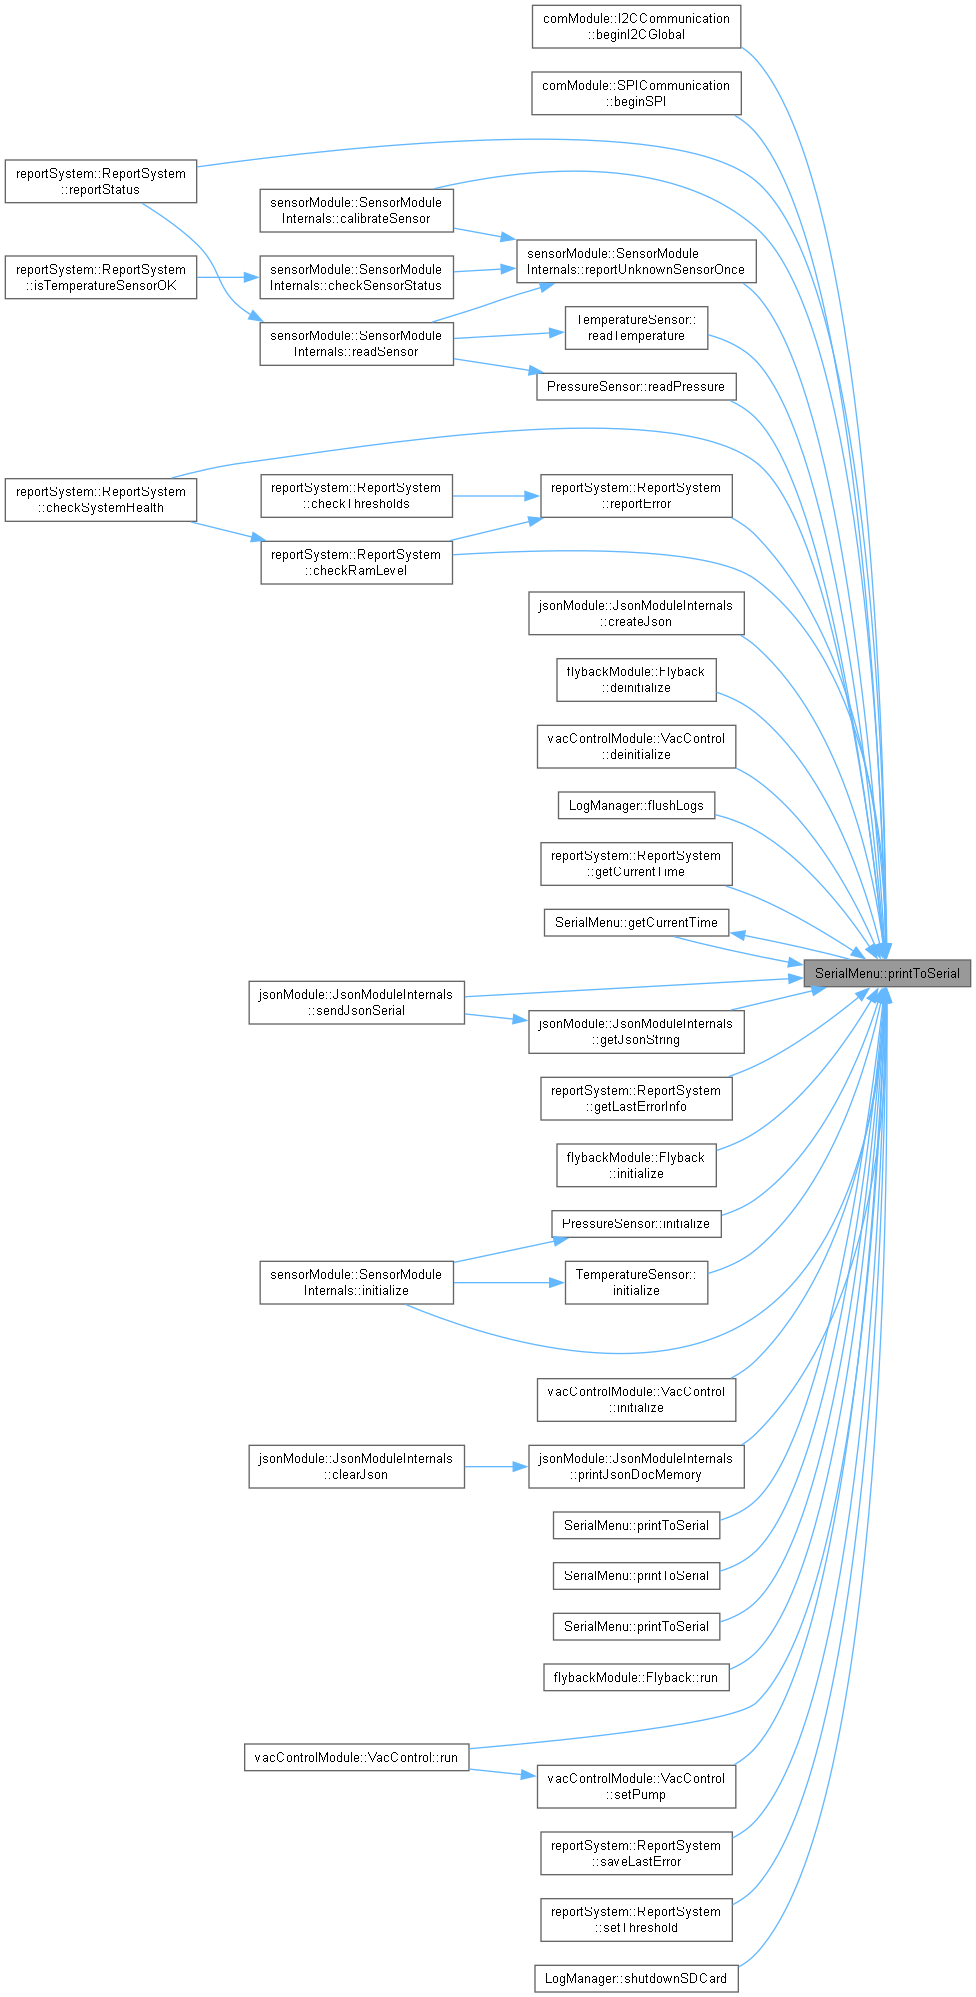 comModule::I2CCommunication
::beginI2CGlobal
comModule::SPICommunication
::beginSPI
reportSystem::ReportSystem
::reportStatus
sensorModule::SensorModule
Internals::calibrateSensor
sensorModule::SensorModule
Internals::reportUnknownSensorOnce
reportSystem::ReportSystem
::isTemperatureSensorOK
sensorModule::SensorModule
Internals::checkSensorStatus
TemperatureSensor::
readTemperature
sensorModule::SensorModule
Internals::readSensor
PressureSensor::readPressure
reportSystem::ReportSystem
::checkSystemHealth
reportSystem::ReportSystem
::checkThresholds
reportSystem::ReportSystem
::reportError
reportSystem::ReportSystem
::checkRamLevel
jsonModule::JsonModuleInternals
::createJson
flybackModule::Flyback
::deinitialize
vacControlModule::VacControl
::deinitialize
LogManager::flushLogs
reportSystem::ReportSystem
::getCurrentTime
SerialMenu::getCurrentTime
SerialMenu::printToSerial
jsonModule::JsonModuleInternals
::sendJsonSerial
jsonModule::JsonModuleInternals
::getJsonString
reportSystem::ReportSystem
::getLastErrorInfo
flybackModule::Flyback
::initialize
PressureSensor::initialize
sensorModule::SensorModule
Internals::initialize
TemperatureSensor::
initialize
vacControlModule::VacControl
::initialize
jsonModule::JsonModuleInternals
::clearJson
jsonModule::JsonModuleInternals
::printJsonDocMemory
SerialMenu::printToSerial
SerialMenu::printToSerial
SerialMenu::printToSerial
flybackModule::Flyback::run
vacControlModule::VacControl::run
vacControlModule::VacControl
::setPump
reportSystem::ReportSystem
::saveLastError
reportSystem::ReportSystem
::setThreshold
LogManager::shutdownSDCard